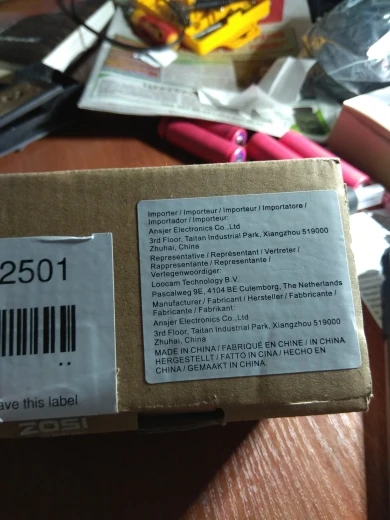 Importer / Importeur / Importeur / Importatore /
Importador / Importeur:
Ansjer Electronics Co.,Ltd
3rd Floor, Taitan Industrial Park, Xiangzhou 519000
Zhuhai, China
Representative / Représentant / Vertreter /
Rappresentante / Representante /
Verlegenwoordiger:
Loocam Technology B.V.
Pascalweg 9E, 4104 BE Culemborg, The Netherlands
Manufacturer / Fabricant / Hersteller / Fabbricante /
Fabricante / Fabrikant:
Ansjer Electronics Co.,Ltd
3rd Floor, Taitan Industrial Park, Xiangzhou 519000
Zhuhai, China
MADE IN CHINA / FABRIQUÉ EN CHINE / IN CHINA
HERGESTELLT / FATTO IN CINA / HECHO EN
CHINA / GEMAAKT IN CHINA
2501
ave this label
ZOSI